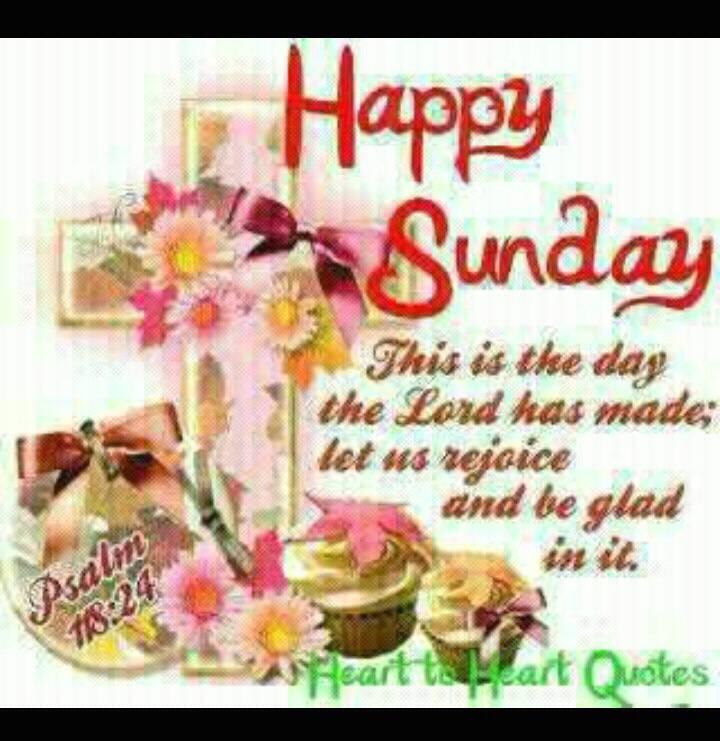 Happy
Sunday
This is the day
the Lord has made;
let us rejoice
and be glad
in it.
Psalm
118:24
Heart to Heart Quotes